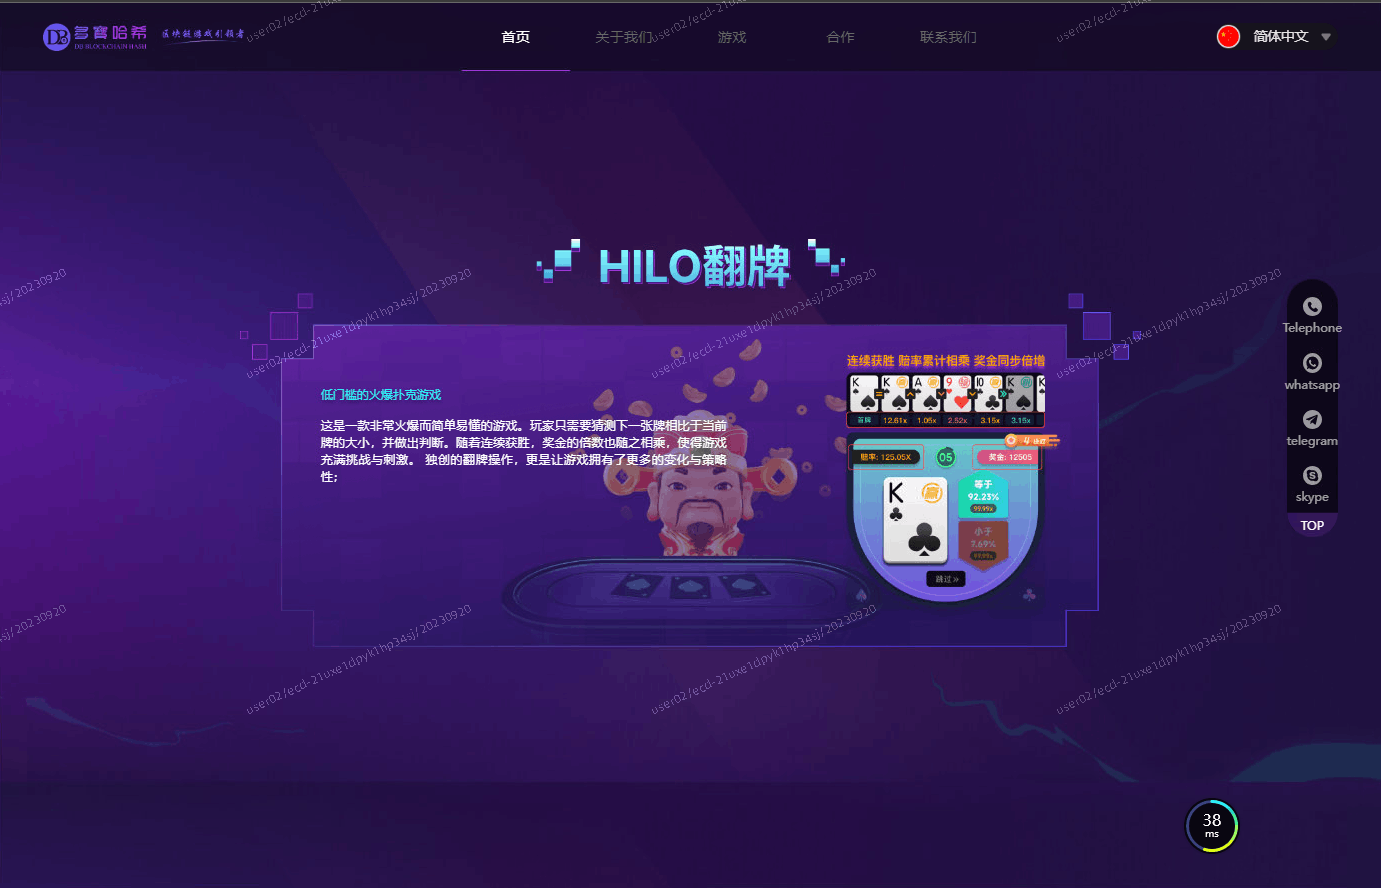 多寶哈希
DB BLOCKCHAIN HASH
区块链游戏引领者
首页
关于我们
游戏
合作
联系我们
简体中文
HILO翻牌
低门槛的火爆扑克游戏
这是一款非常火爆而简单易懂的游戏。玩家只需要猜测下一张牌相比于当前
牌的大小，并做出判断。随着连续获胜，奖金的倍数也随之相乘，使得游戏
充满挑战与刺激。 独创的翻牌操作，更是让游戏拥有了更多的变化与策略
性；
连续获胜 赔率累计相乘 奖金同步倍增
K K A 9 10 K K
首牌 12.61x 1.05x 2.52x 3.15x 3.15x
赔率: 125.05X
05
奖金: 12505
K
赢
等于
92.23%
99.99x
小于
7.69%
99.99x
跳过»
Telephone
whatsapp
telegram
skype
TOP
38
ms
user02/ecd-21uxe1dpyk1hp34sj/20230920